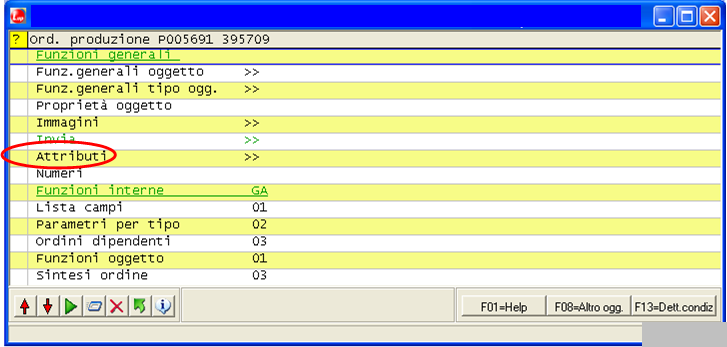 ? Ord. produzione P005691 395709
Funzioni generali
Funz.generali oggetto >>
Funz.generali tipo ogg. >>
Proprietà oggetto
Immagini >>
Invia >>
Attributi >>
Numeri
Funzioni interne GA
Lista campi 01
Parametri per tipo 02
Ordini dipendenti 03
Funzioni oggetto 01
Sintesi ordine 03
F01=Help F08=Altro ogg. F13=Dett.condiz